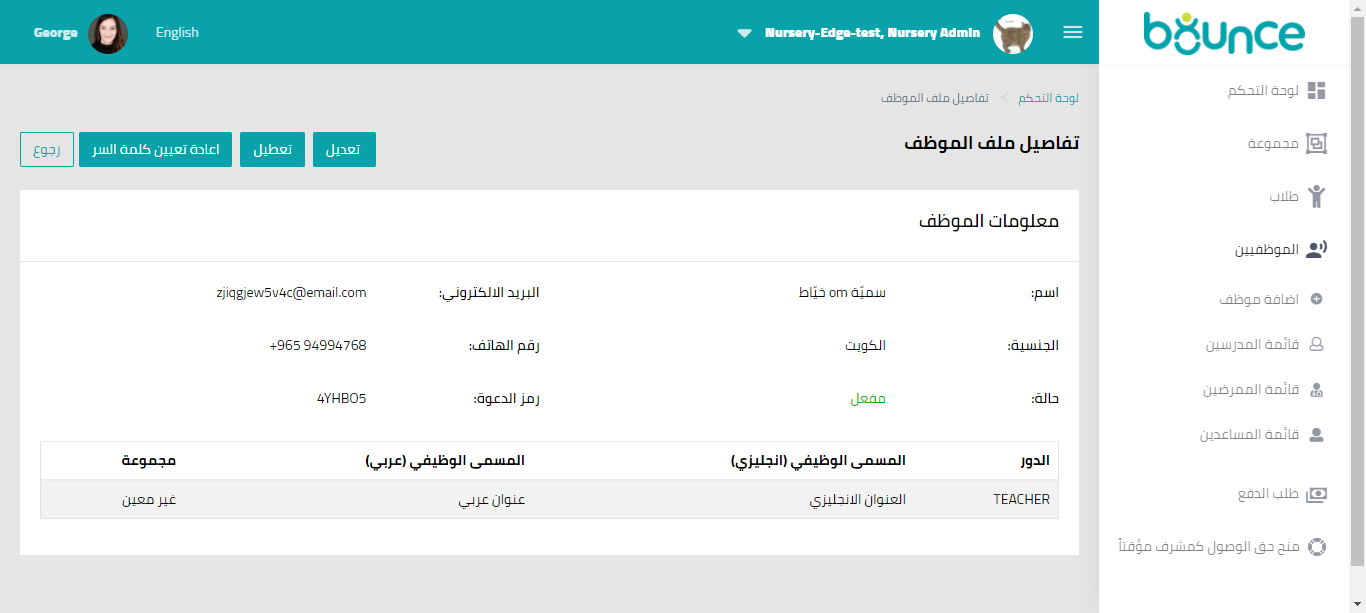 bounce
Nursery-Edge-test, Nursery Admin
English
George
لوحة التحكم
مجموعة
طلاب
الموظفيين
اضافة موظف
قائمة المدرسين
قائمة الممرضين
قائمة المساعدين
طلب الدفع
منح حق الوصول كمشرف مؤقتاً
لوحة التحكم تفاصيل ملف الموظف
تفاصيل ملف الموظف
تعديل تعطيل اعادة تعيين كلمة السر رجوع
معلومات الموظف
اسم: سميّة om خيّاط البريد الالكتروني: zjiqgjew5v4c@email.com
الجنسية: الكويت رقم الهاتف: +965 94994768
حالة: مفعل رمز الدعوة: 4YHBO5
الدور المسمى الوظيفي (انجليزي) المسمى الوظيفي (عربي) مجموعة
TEACHER العنوان الانجليزي عنوان عربي غير معين